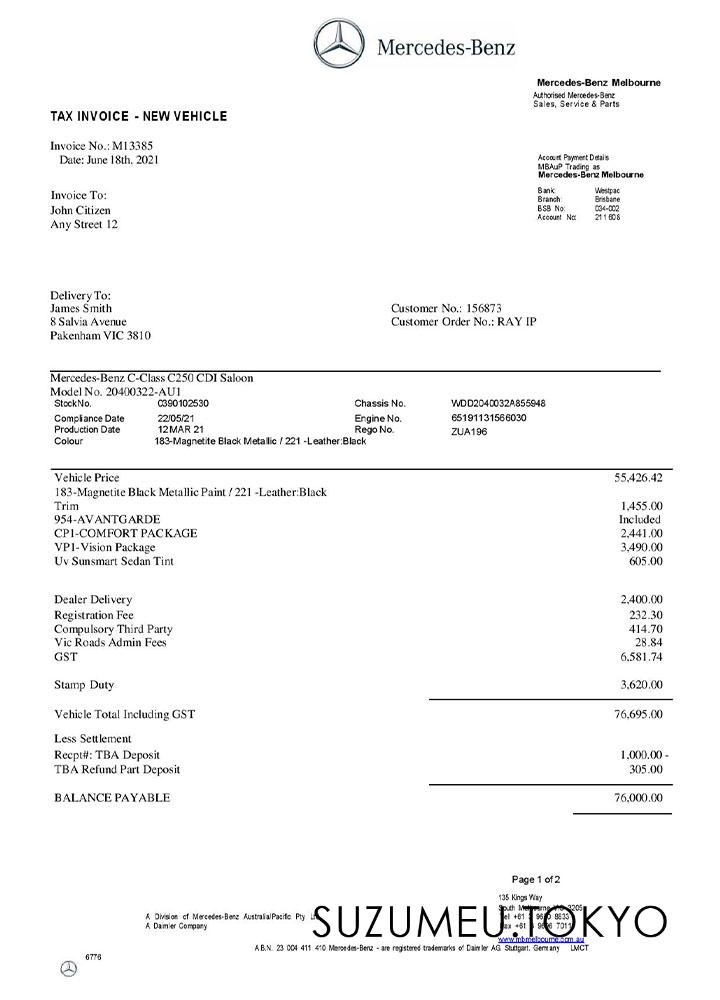 Mercedes-Benz
Mercedes-Benz Melbourne
Authorised Mercedes-Benz
Sales, Service & Parts
TAX INVOICE - NEW VEHICLE
Invoice No.: M13385
Date: June 18th, 2021
Account Payment Details
MBAuP Trading as
Mercedes-Benz Melbourne
Bank: Westpac
Branch: Brisbane
BSB No: 034-002
Account No: 211 608
Invoice To:
John Citizen
Any Street 12
Delivery To:
James Smith
8 Salvia Avenue
Pakenham VIC 3810
Customer No.: 156873
Customer Order No.: RAY IP
Mercedes-Benz C-Class C250 CDI Saloon
Model No. 20400322-AU1
StockNo. 0390102530 Chassis No. WDD2040032A855948
Compliance Date 22/05/21 Engine No. 65191131566030
Production Date 12 MAR 21 Rego No. ZUA196
Colour 183-Magnetite Black Metallic / 221 -Leather:Black
Vehicle Price 55,426.42
183-Magnetite Black Metallic Paint / 221 -Leather:Black
Trim 1,455.00
954-AVANTGARDE Included
CP1-COMFORT PACKAGE 2,441.00
VP1-Vision Package 3,490.00
Uv Sunsmart Sedan Tint 605.00
Dealer Delivery 2,400.00
Registration Fee 232.30
Compulsory Third Party 414.70
Vic Roads Admin Fees 28.84
GST 6,581.74
Stamp Duty 3,620.00
Vehicle Total Including GST 76,695.00
Less Settlement
Recpt#: TBA Deposit 1,000.00 -
TBA Refund Part Deposit 305.00
BALANCE PAYABLE 76,000.00
Page 1 of 2
135 Kings Way
South 3205
+61 8833
+61 9696 7011
www.mbmelbourne.com.au
A Division of Mercedes-Benz Australia/Pacific Pty
A Daimler Company
SUZUMEU.TOKYO
A.B.N. 23 004 411 410 Mercedes-Benz - are registered trademarks of Daimler AG, Stuttgart, Germany LMCT
6776